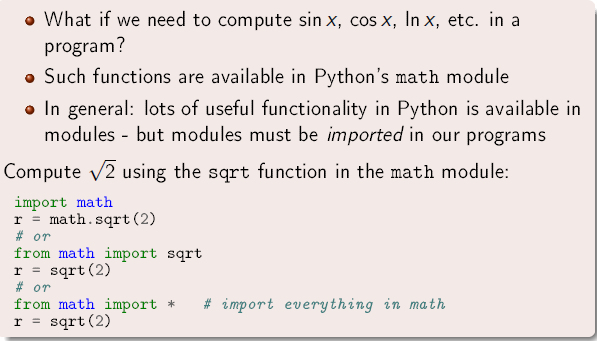 What if we need to compute sin x, cos x, ln x, etc. in a
program?
Such functions are available in Python's math module
In general: lots of useful functionality in Python is available in
modules - but modules must be imported in our programs
Compute √2 using the sqrt function in the math module:
import math
r = math.sqrt(2)
# or
from math import sqrt
r = sqrt(2)
# or
from math import *   # import everything in math
r = sqrt(2)